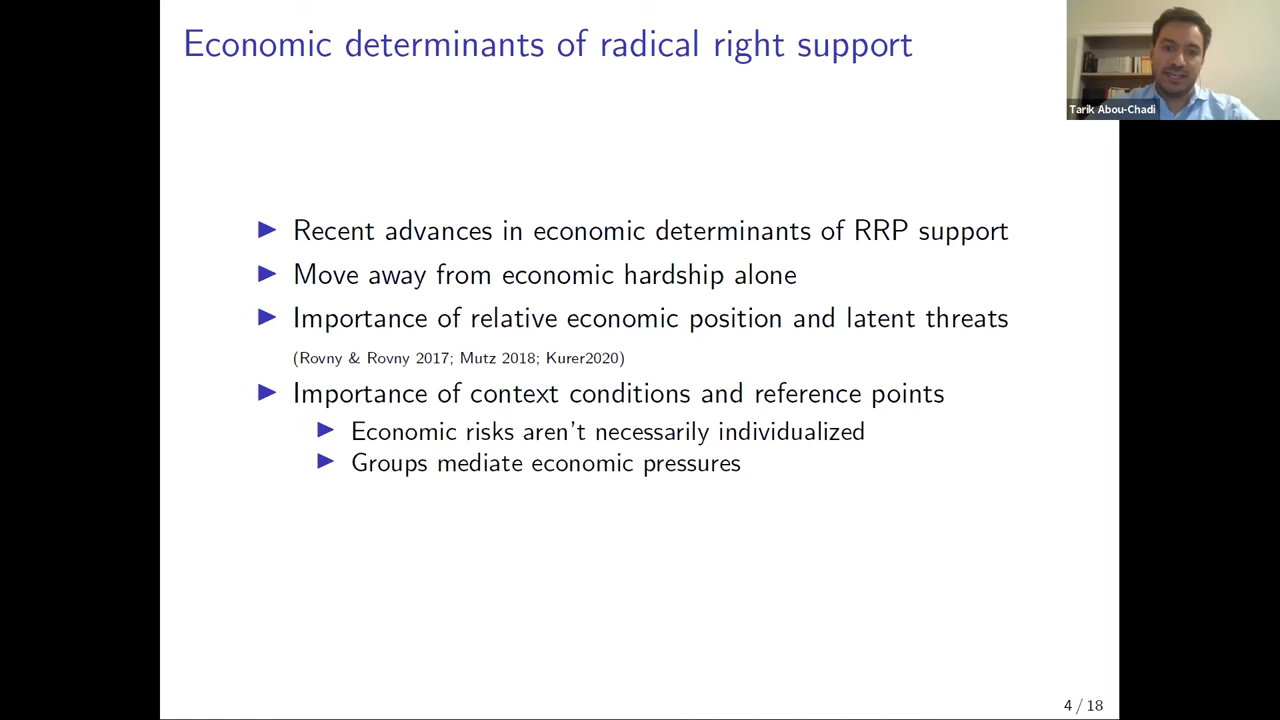 Economic determinants of radical right support
Tarik Abou-Chadi
▶ Recent advances in economic determinants of RRP support
▶ Move away from economic hardship alone
▶ Importance of relative economic position and latent threats
(Rovny & Rovny 2017; Mutz 2018; Kurer2020)
▶ Importance of context conditions and reference points
▶ Economic risks aren't necessarily individualized
▶ Groups mediate economic pressures
4 / 18